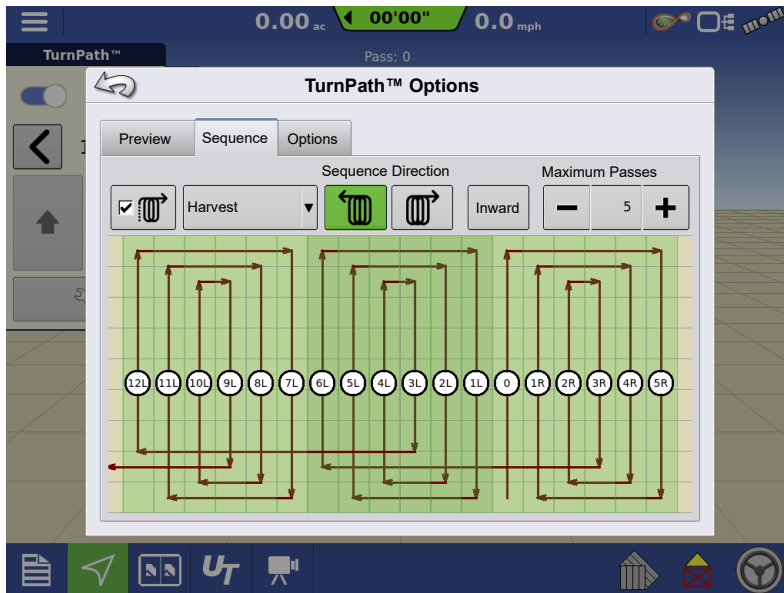 0.00 ac 00'00" 0.0 mph
TurnPath™ Pass: 0
TurnPath™ Options
Preview Sequence Options
Sequence Direction Maximum Passes
Harvest Inward 5
12L 11L 10L 9L 8L 7L 6L 5L 4L 3L 2L 1L 0 1R 2R 3R 4R 5R
UT